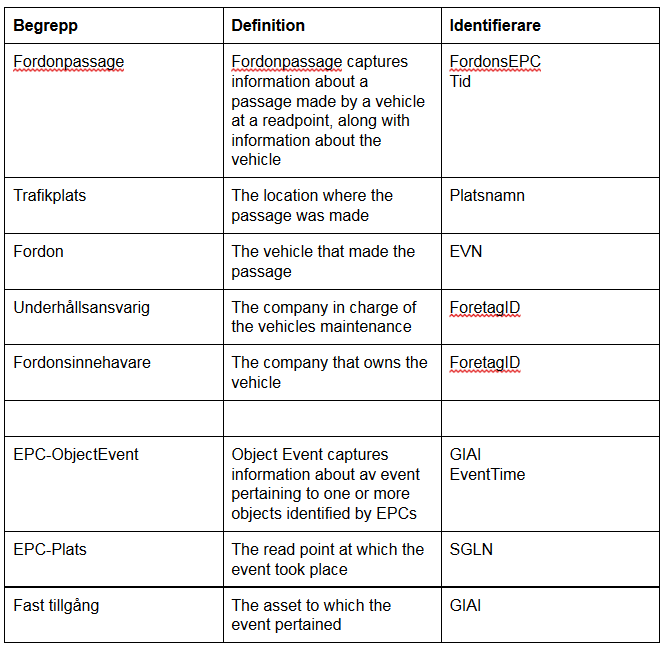 Begrepp Definition Identifierare
Fordonpassage
Fordonpassage captures
information about a
passage made by a vehicle
at a readpoint, along with
information about the
vehicle
FordonsEPC
Tid
Trafikplats
The location where the
passage was made
Platsnamn
Fordon
The vehicle that made the
passage
EVN
Underhållsansvarig
The company in charge of
the vehicles maintenance
ForetagID
Fordonsinnehavare
The company that owns the
vehicle
ForetagID
EPC-ObjectEvent
Object Event captures
information about av event
pertaining to one or more
objects identified by EPCs
GIAI
EventTime
EPC-Plats
The read point at which the
event took place
SGLN
Fast tillgång
The asset to which the
event pertained
GIAI